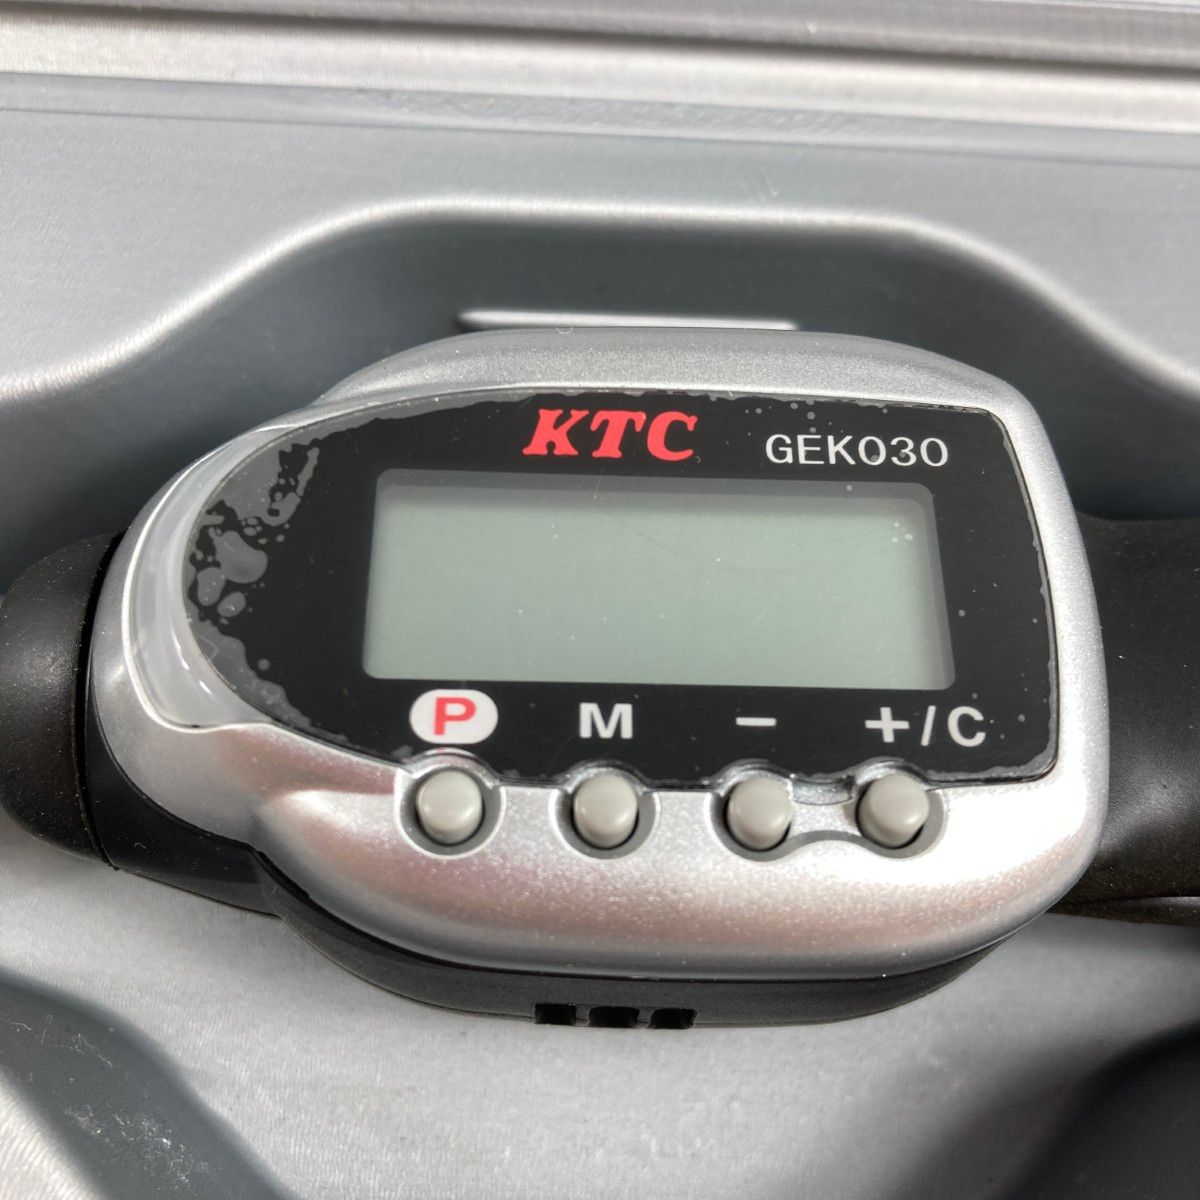 KTC GEK030
P M − +/C